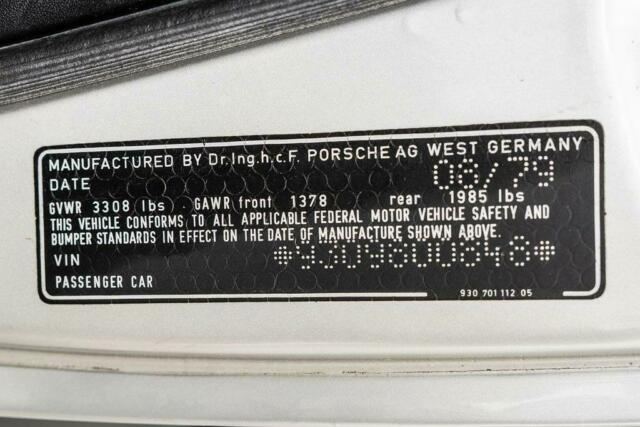 MANUFACTURED BY Dr.Ing.h.c.F. PORSCHE AG WEST GERMANY
DATE 06/79
GVWR 3308 lbs . GAWR front 1378 rear 1985 lbs
THIS VEHICLE CONFORMS TO ALL APPLICABLE FEDERAL MOTOR VEHICLE SAFETY AND
BUMPER STANDARDS IN EFFECT ON THE DATE OF MANUFACTURE SHOWN ABOVE.
VIN *9309800848*
PASSENGER CAR
930 701 112 05